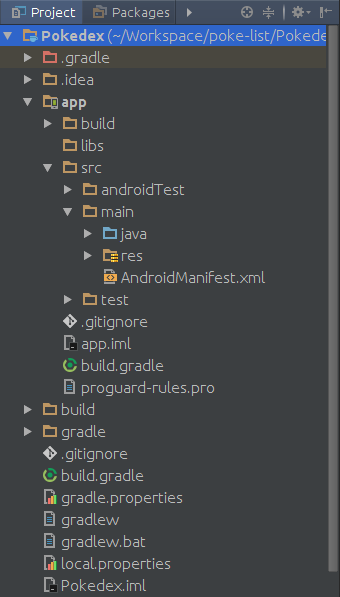 Project Packages
Pokedex (~/Workspace/poke-list/Pokede
.gradle
.idea
app
build
libs
src
androidTest
main
java
res
AndroidManifest.xml
test
.gitignore
app.iml
build.gradle
proguard-rules.pro
build
gradle
.gitignore
build.gradle
gradle.properties
gradlew
gradlew.bat
local.properties
Pokedex.iml